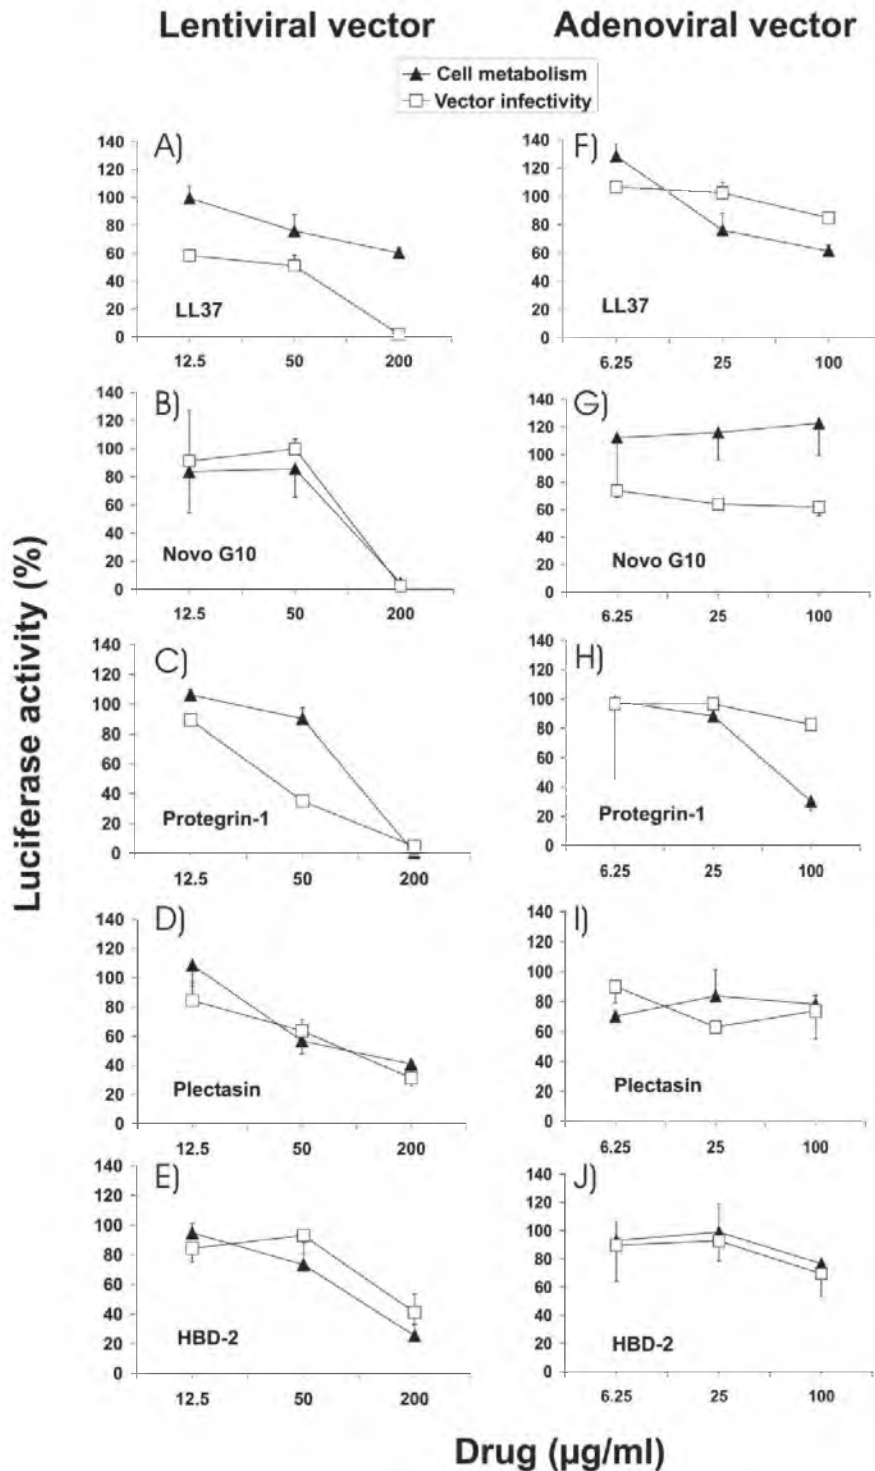 Lentiviral vector
Adenoviral vector
Cell metabolism
Vector infectivity
Luciferase activity (%)
A)
140
120
100
80
60
40
20
0
LL37
12.5 50 200
F)
140
120
100
80
60
40
20
0
LL37
6.25 25 100
B)
140
120
100
80
60
40
20
0
Novo G10
12.5 50 200
G)
140
120
100
80
60
40
20
0
Novo G10
6.25 25 100
C)
140
120
100
80
60
40
20
0
Protegrin-1
12.5 50 200
H)
140
120
100
80
60
40
20
0
Protegrin-1
6.25 25 100
D)
140
120
100
80
60
40
20
0
Plectasin
12.5 50 200
I)
140
120
100
80
60
40
20
0
Plectasin
6.25 25 100
E)
140
120
100
80
60
40
20
0
HBD-2
12.5 50 200
J)
140
120
100
80
60
40
20
0
HBD-2
6.25 25 100
Drug (µg/ml)